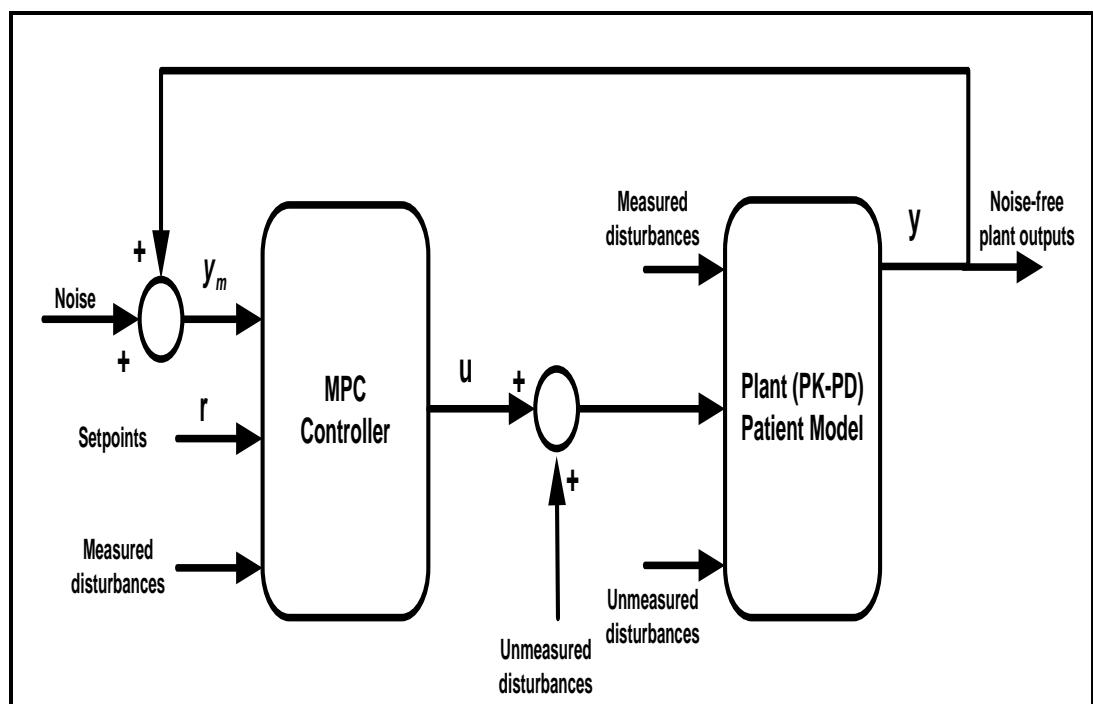 Measured
disturbances
y
Noise-free
plant outputs
+
y_m
Noise
+
MPC
Controller
u
+
Plant (PK-PD)
Patient Model
r
Setpoints
+
Measured
disturbances
Unmeasured
disturbances
Unmeasured
disturbances